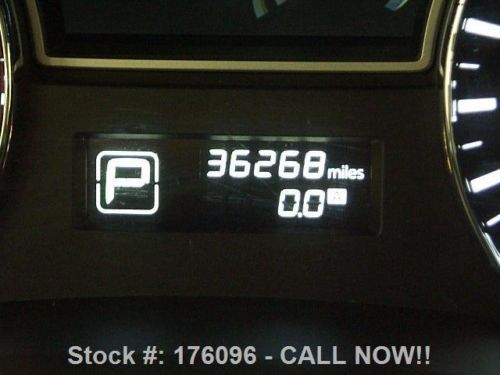 P
36268 miles
0.0 A
Stock #: 176096 - CALL NOW!!